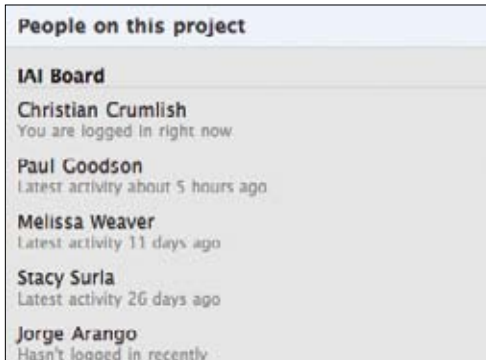 People on this project
IAI Board
Christian Crumlish
You are logged in right now
Paul Goodson
Latest activity about 5 hours ago
Melissa Weaver
Latest activity 11 days ago
Stacy Surla
Latest activity 26 days ago
Jorge Arango
Hasn't logged in recently